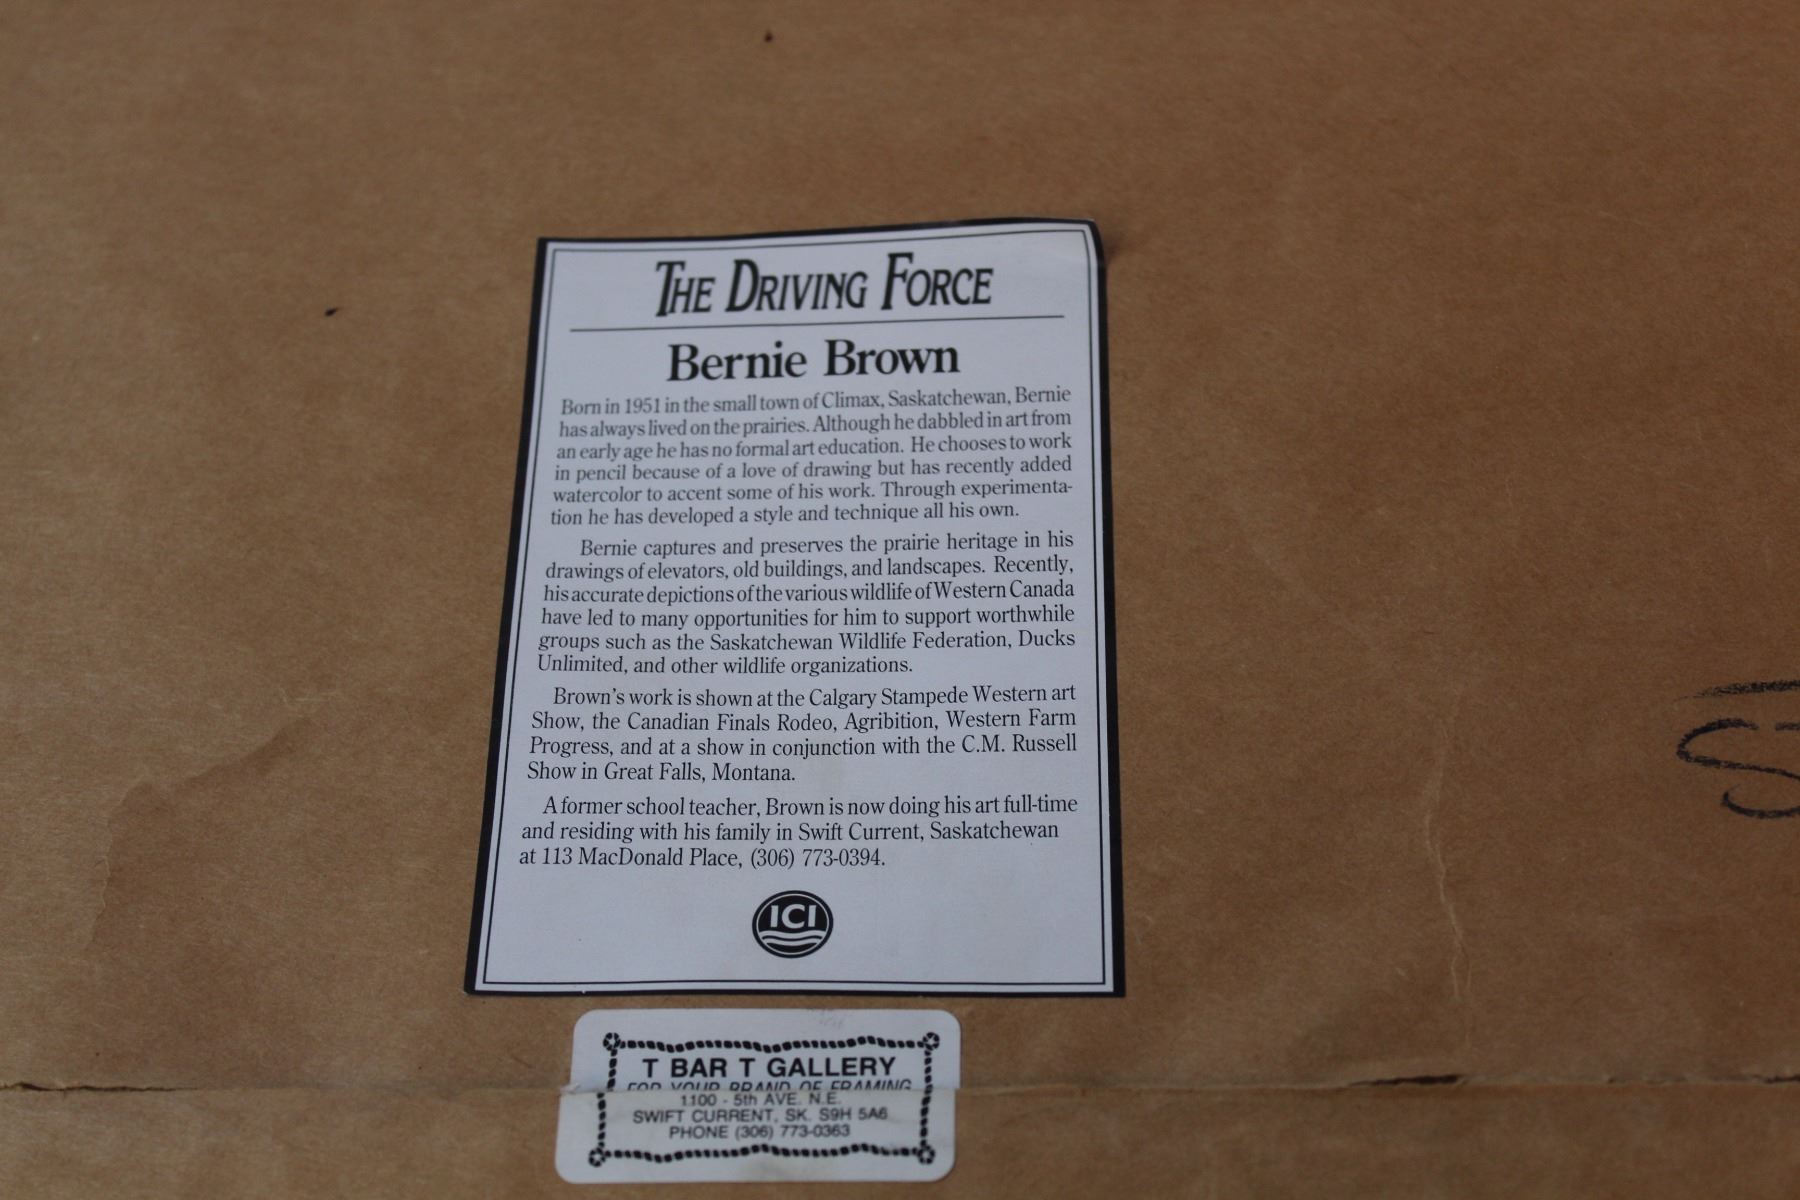 THE DRIVING FORCE
Bernie Brown
Born in 1951 in the small town of Climax, Saskatchewan, Bernie
has always lived on the prairies. Although he dabbled in art from
an early age he has no formal art education. He chooses to work
in pencil because of a love of drawing but has recently added
watercolor to accent some of his work. Through experimenta-
tion he has developed a style and technique all his own.
Bernie captures and preserves the prairie heritage in his
drawings of elevators, old buildings, and landscapes. Recently,
his accurate depictions of the various wildlife of Western Canada
have led to many opportunities for him to support worthwhile
groups such as the Saskatchewan Wildlife Federation, Ducks
Unlimited, and other wildlife organizations.
Brown's work is shown at the Calgary Stampede Western art
Show, the Canadian Finals Rodeo, Agribition, Western Farm
Progress, and at a show in conjunction with the C.M. Russell
Show in Great Falls, Montana.
A former school teacher, Brown is now doing his art full-time
and residing with his family in Swift Current, Saskatchewan
at 113 MacDonald Place, (306) 773-0394.
ICI
T BAR T GALLERY
FOR YOUR BRAND OF FRAMING
1100 - 5th AVE. N.E.
SWIFT CURRENT, SK. S9H 5A6
PHONE (306) 773-0363